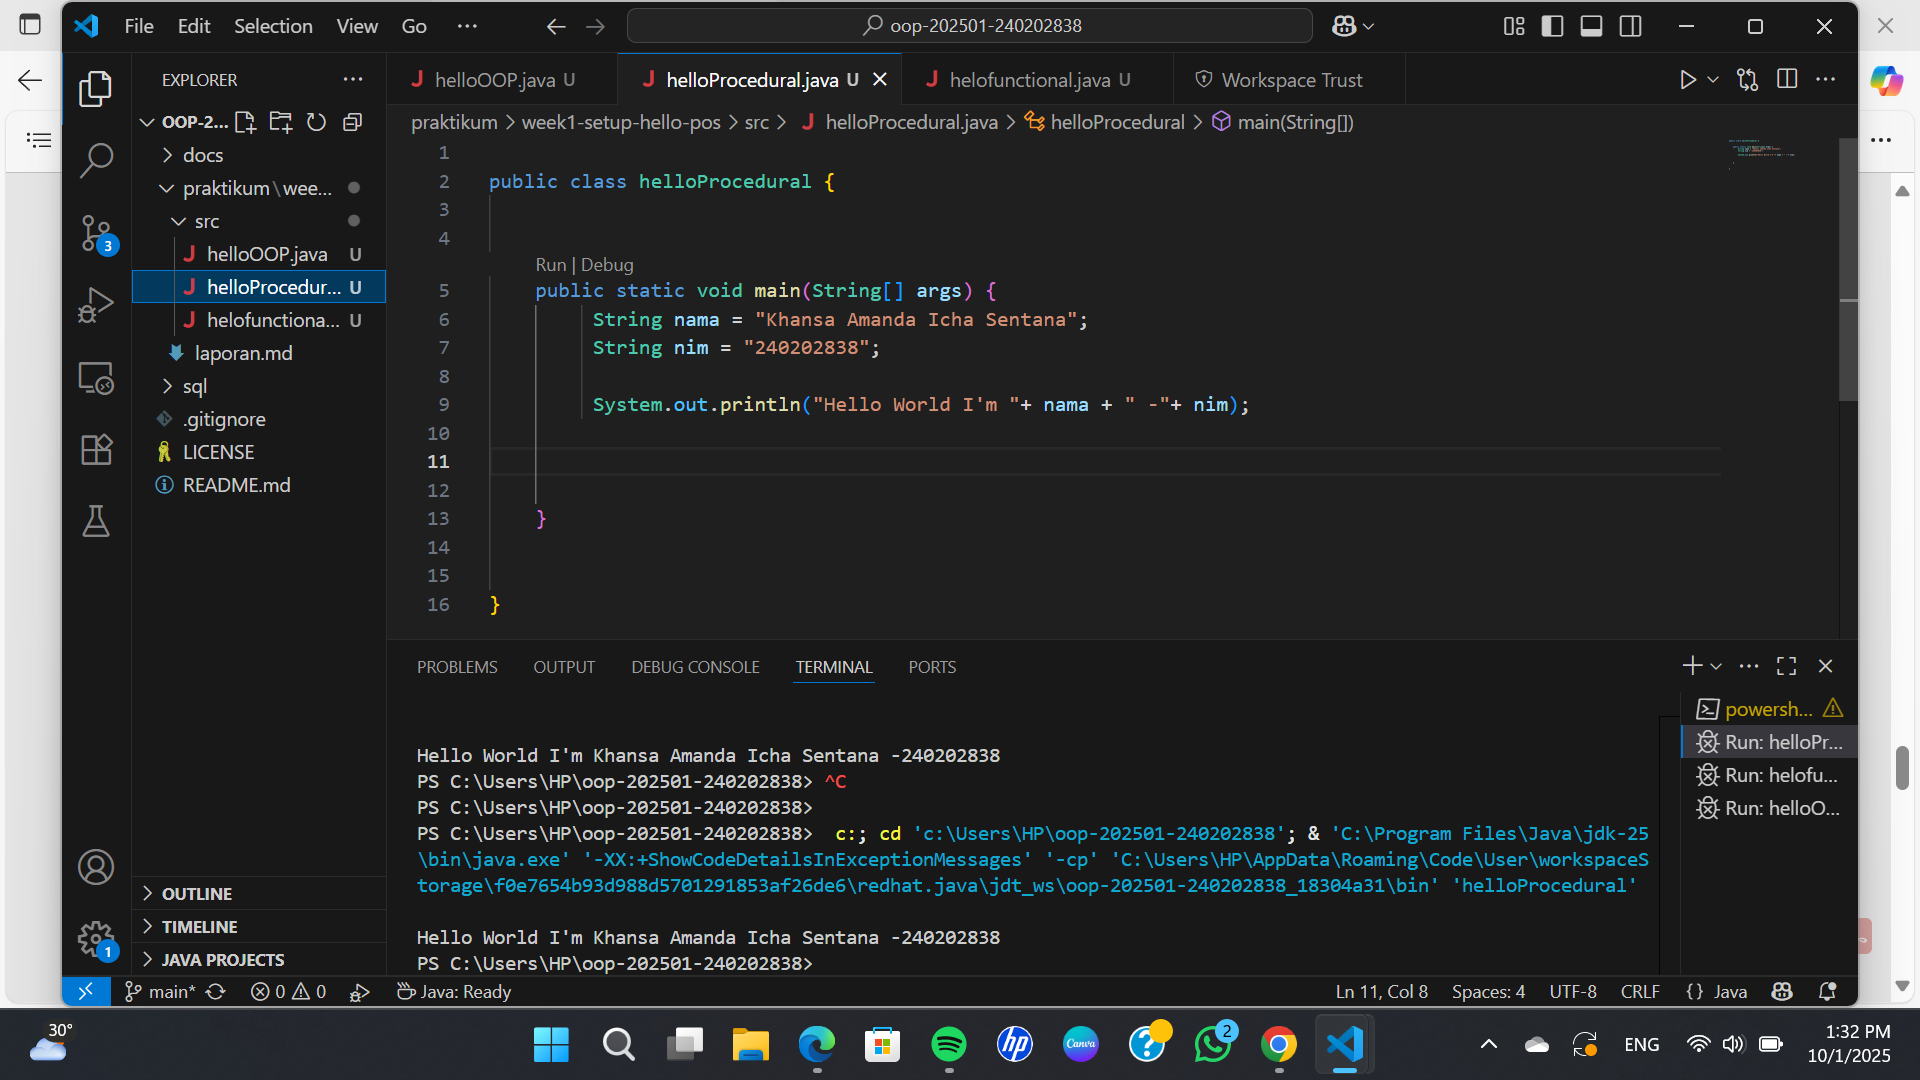 File Edit Selection View Go ··· oop-202501-240202838
EXPLORER ···
OOP-2...
docs
praktikum\wee...
src
helloOOP.java U
helloProcedur... U
helofunctiona... U
laporan.md
sql
.gitignore
LICENSE
README.md
OUTLINE
TIMELINE
JAVA PROJECTS
3
1
helloOOP.java U helloProcedural.java U helofunctional.java U Workspace Trust
praktikum > week1-setup-hello-pos > src > helloProcedural.java > helloProcedural > main(String[])
1
2 public class helloProcedural {
3
4
Run | Debug
5 public static void main(String[] args) {
6 String nama = "Khansa Amanda Icha Sentana";
7 String nim = "240202838";
8
9 System.out.println("Hello World I'm "+ nama + " -"+ nim);
10
11
12
13 }
14
15
16 }
PROBLEMS OUTPUT DEBUG CONSOLE TERMINAL PORTS
Hello World I'm Khansa Amanda Icha Sentana -240202838
PS C:\Users\HP\oop-202501-240202838> ^C
PS C:\Users\HP\oop-202501-240202838>
PS C:\Users\HP\oop-202501-240202838> c:; cd 'c:\Users\HP\oop-202501-240202838'; & 'C:\Program Files\Java\jdk-25
\bin\java.exe' '-XX:+ShowCodeDetailsInExceptionMessages' '-cp' 'C:\Users\HP\AppData\Roaming\Code\User\workspaceS
torage\f0e7654b93d988d5701291853af26de6\redhat.java\jdt_ws\oop-202501-240202838_18304a31\bin' 'helloProcedural'
Hello World I'm Khansa Amanda Icha Sentana -240202838
PS C:\Users\HP\oop-202501-240202838>
powersh...
Run: helloPr...
Run: helofu...
Run: helloO...
main* 0 0 Java: Ready Ln 11, Col 8 Spaces: 4 UTF-8 CRLF {} Java
30°
hp
Canva
2
ENG
1:32 PM
10/1/2025